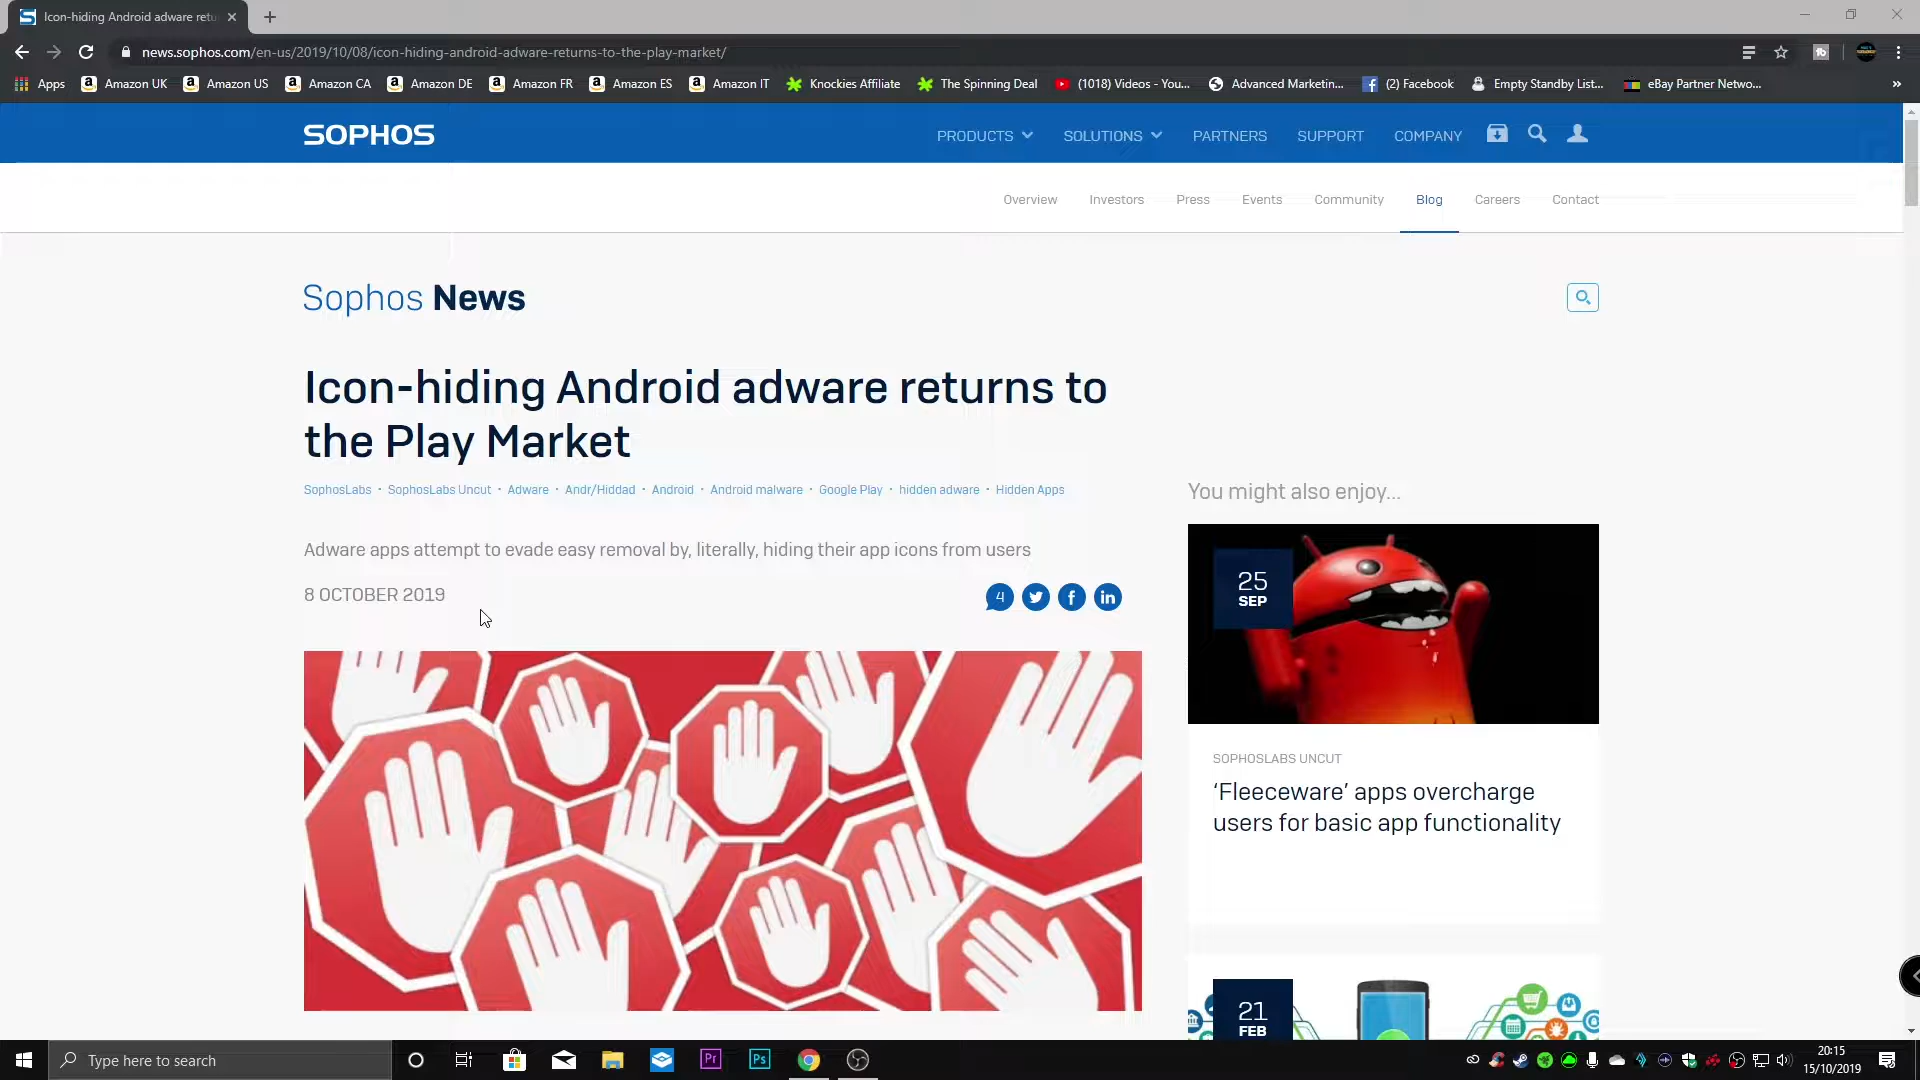 Icon-hiding Android adware retu
news.sophos.com/en-us/2019/10/08/icon-hiding-android-adware-returns-to-the-play-market/
Apps Amazon UK Amazon US Amazon CA Amazon DE Amazon FR Amazon ES Amazon IT Knockies Affiliate The Spinning Deal (1018) Videos - You... Advanced Marketin... (2) Facebook Empty Standby List... eBay Partner Netwo... »
SOPHOS PRODUCTS SOLUTIONS PARTNERS SUPPORT COMPANY
Overview Investors Press Events Community Blog Careers Contact
Sophos News
Icon-hiding Android adware returns to
the Play Market
SophosLabs • SophosLabs Uncut • Adware • Andr/Hiddad • Android • Android malware • Google Play • hidden adware • Hidden Apps
Adware apps attempt to evade easy removal by, literally, hiding their app icons from users
8 OCTOBER 2019
4
You might also enjoy...
25
SEP
SOPHOSLABS UNCUT
‘Fleeceware’ apps overcharge
users for basic app functionality
21
FEB
Type here to search
Pr Ps
20:15
15/10/2019